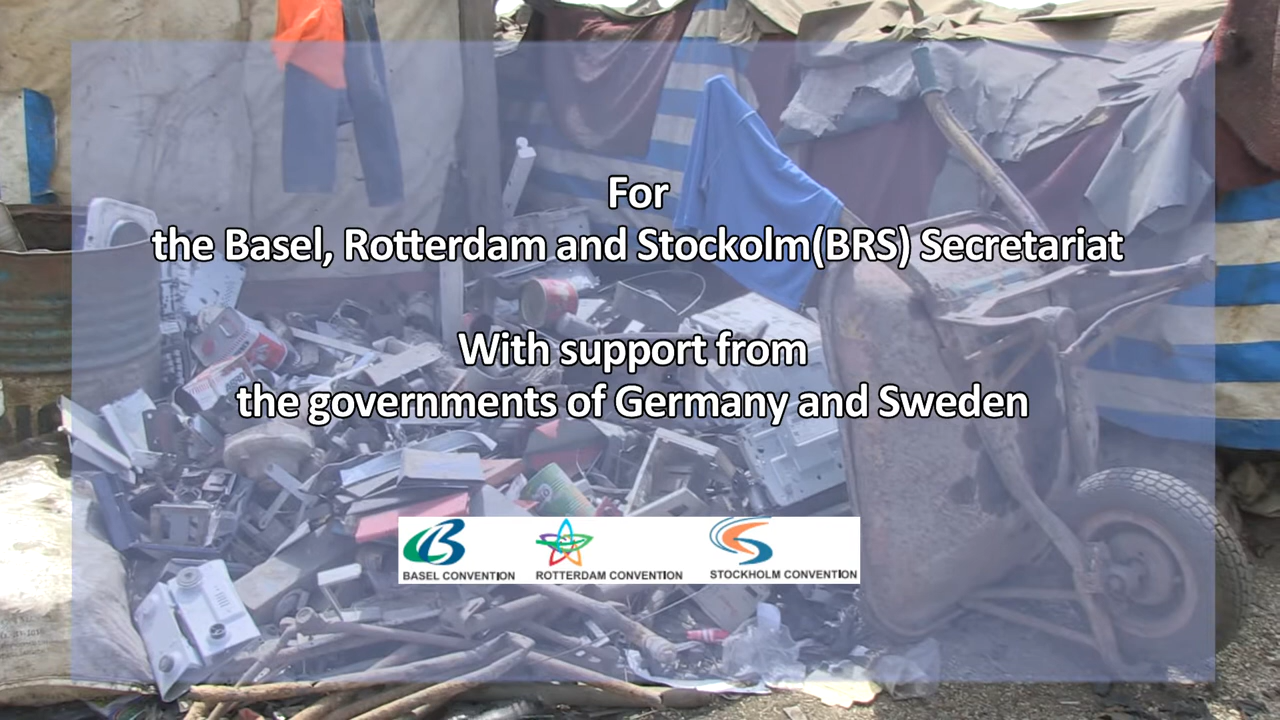 For
the Basel, Rotterdam and Stockolm(BRS) Secretariat
With support from
the governments of Germany and Sweden
BASEL CONVENTION
ROTTERDAM CONVENTION
STOCKHOLM CONVENTION